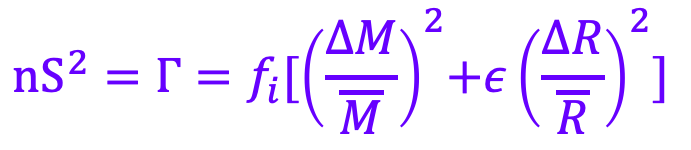 nS² = Γ = fᵢ[(ΔM/M̅)²+ϵ(ΔR/R̅)²]